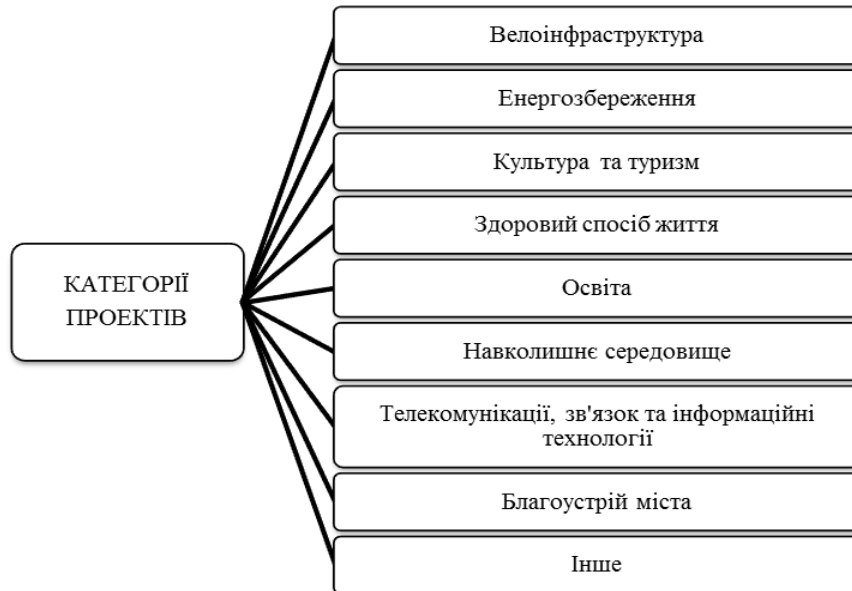 КАТЕГОРІЇ
ПРОЕКТІВ
Велоінфраструктура
Енергозбереження
Культура та туризм
Здоровий спосіб життя
Освіта
Навколишнє середовище
Телекомунікації, зв'язок та інформаційні
технології
Благоустрій міста
Інше